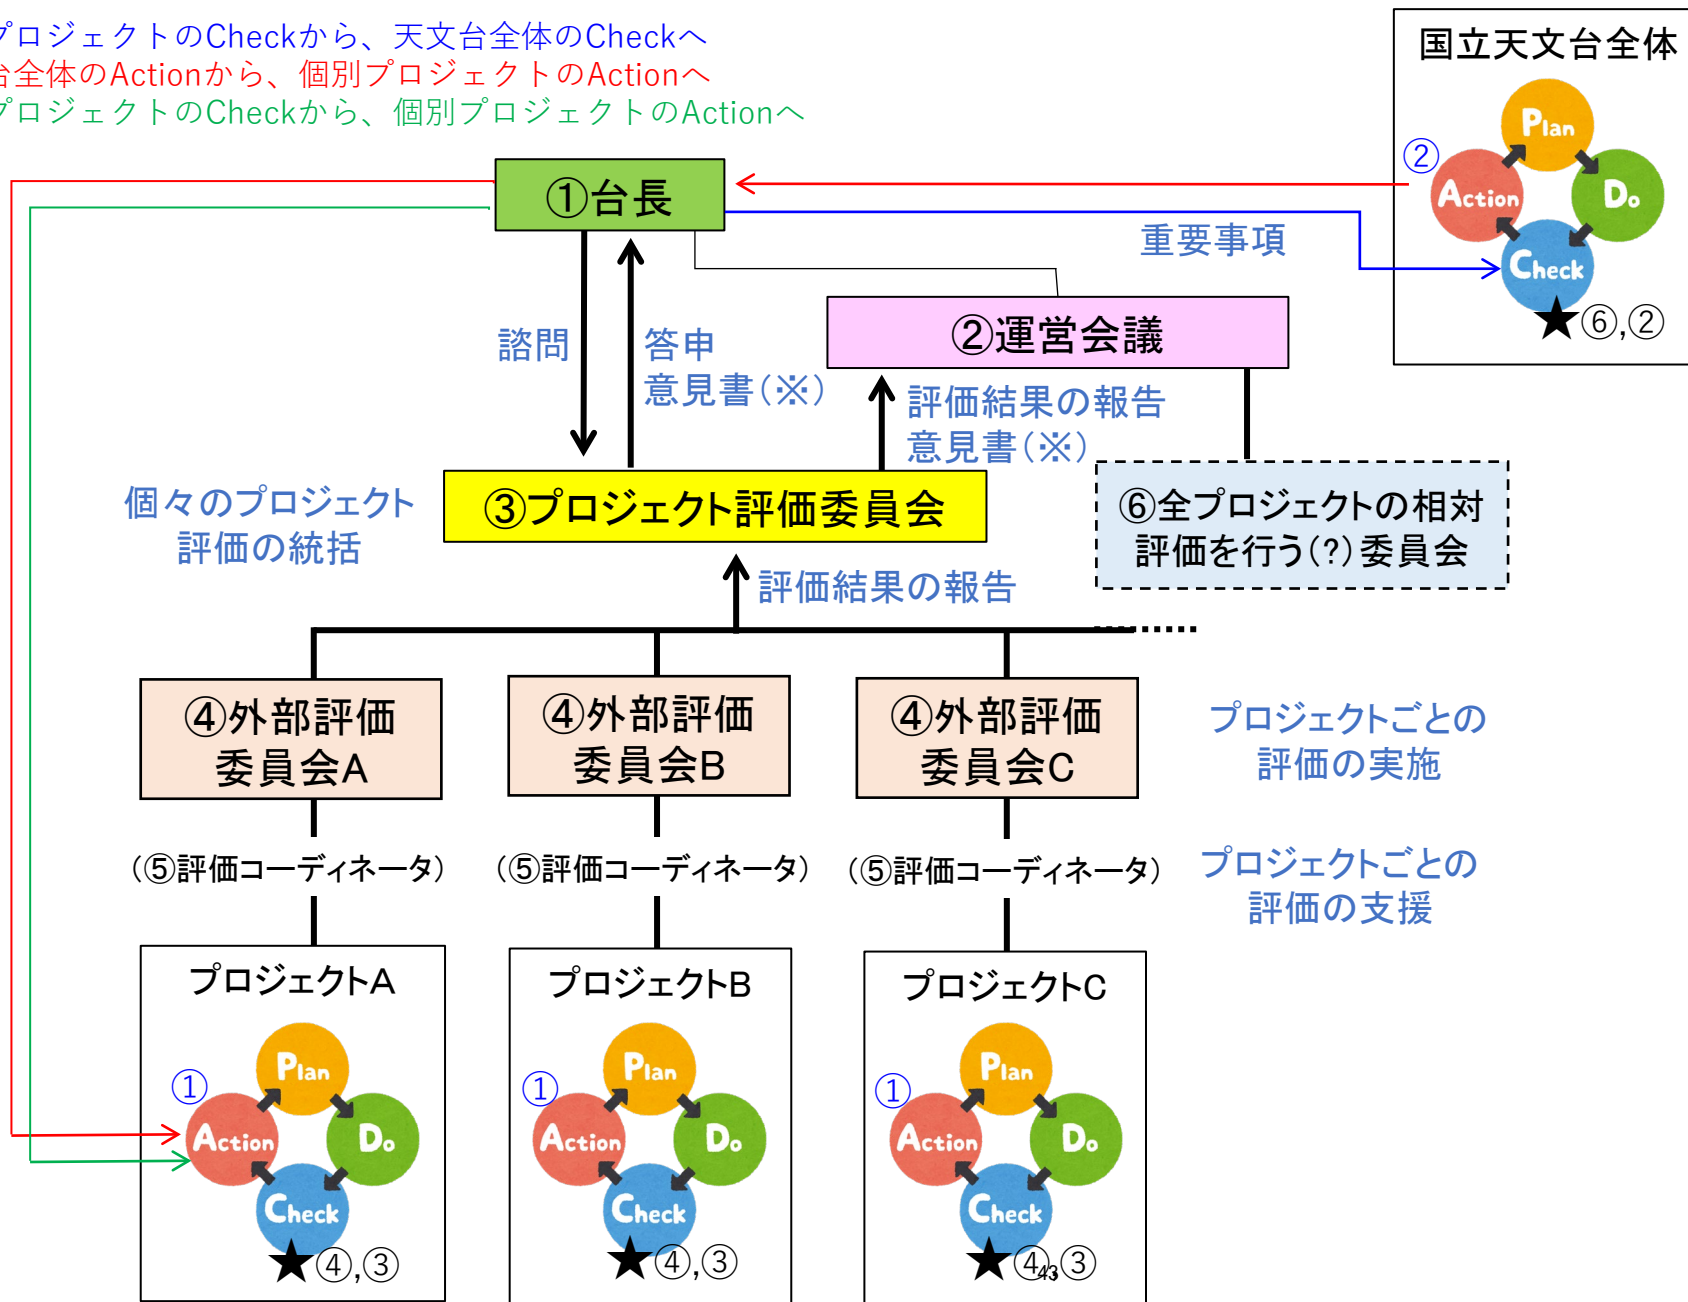 プロジェクトのCheckから、天文台全体のCheckへ
台全体のActionから、個別プロジェクトのActionへ
プロジェクトのCheckから、個別プロジェクトのActionへ
国立天文台全体
Plan
②
Action
Do
Check
★⑥,②
①台長
重要事項
②運営会議
諮問
答申
意見書(※)
評価結果の報告
意見書(※)
個々のプロジェクト
評価の統括
③プロジェクト評価委員会
⑥全プロジェクトの相対
評価を行う(?)委員会
評価結果の報告
④外部評価
委員会A
④外部評価
委員会B
④外部評価
委員会C
プロジェクトごとの
評価の実施
(⑤評価コーディネータ)
(⑤評価コーディネータ)
(⑤評価コーディネータ)
プロジェクトごとの
評価の支援
プロジェクトA
Plan
①
Action
Do
Check
★④,③
プロジェクトB
Plan
①
Action
Do
Check
★④,③
プロジェクトC
Plan
①
Action
Do
Check
★④,③
43